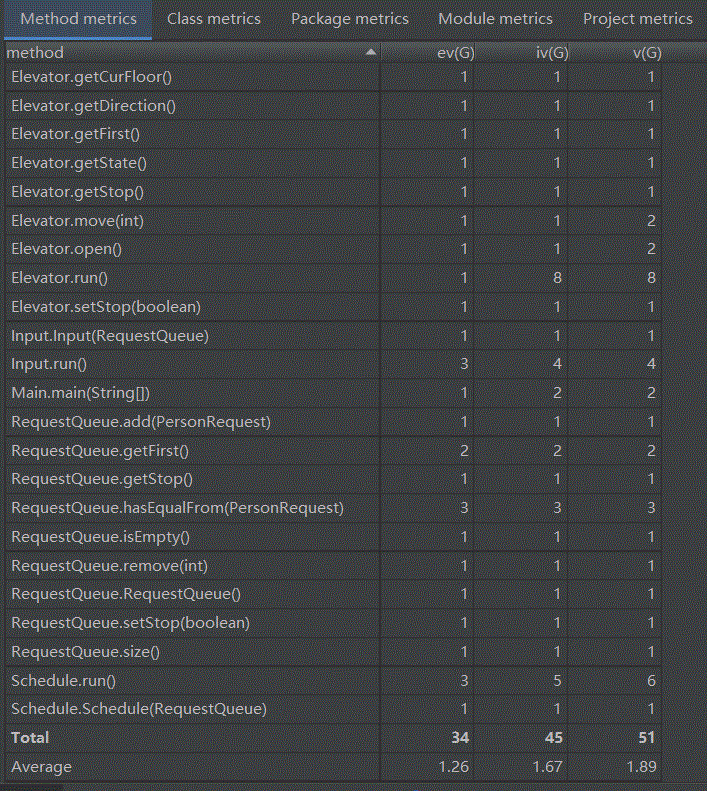 Method metrics Class metrics Package metrics Module metrics Project metrics
method ev(G) iv(G) v(G)
Elevator.getCurFloor() 1 1 1
Elevator.getDirection() 1 1 1
Elevator.getFirst() 1 1 1
Elevator.getState() 1 1 1
Elevator.getStop() 1 1 1
Elevator.move(int) 1 1 2
Elevator.open() 1 1 2
Elevator.run() 1 8 8
Elevator.setStop(boolean) 1 1 1
Input.Input(RequestQueue) 1 1 1
Input.run() 3 4 4
Main.main(String[]) 1 2 2
RequestQueue.add(PersonRequest) 1 1 1
RequestQueue.getFirst() 2 2 2
RequestQueue.getStop() 1 1 1
RequestQueue.hasEqualFrom(PersonRequest) 3 3 3
RequestQueue.isEmpty() 1 1 1
RequestQueue.remove(int) 1 1 1
RequestQueue.RequestQueue() 1 1 1
RequestQueue.setStop(boolean) 1 1 1
RequestQueue.size() 1 1 1
Schedule.run() 3 5 6
Schedule.Schedule(RequestQueue) 1 1 1
Total 34 45 51
Average 1.26 1.67 1.89